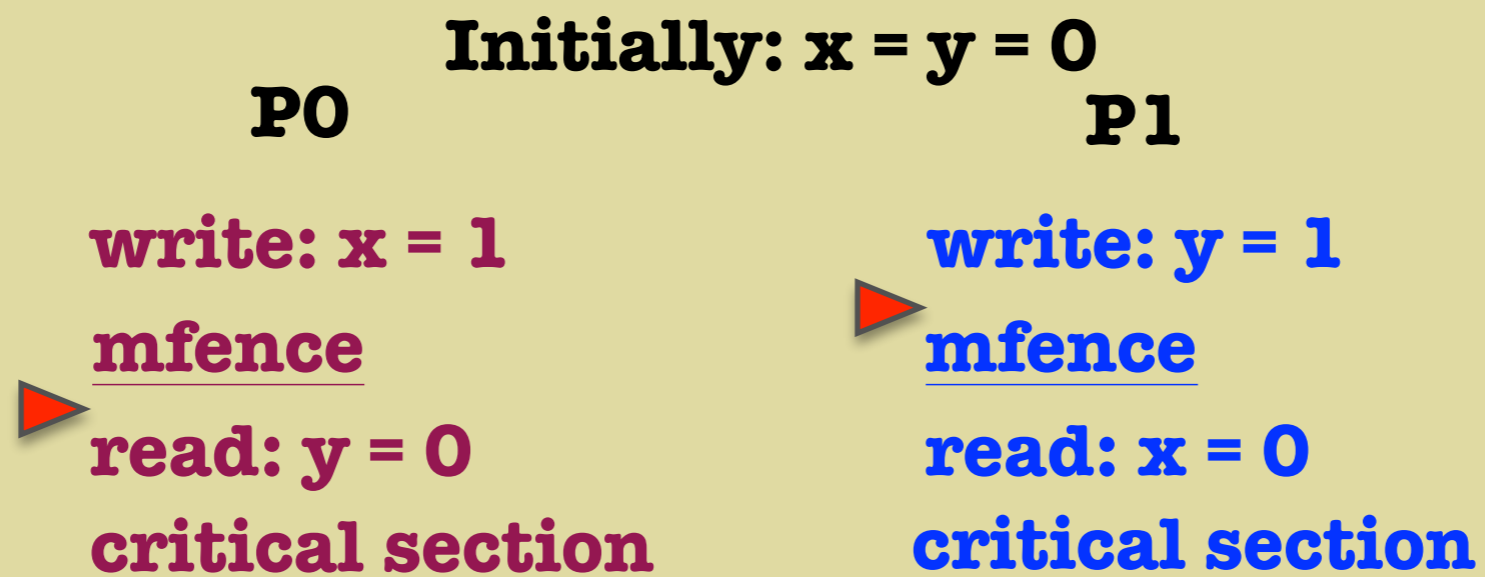 Initially: x = y = 0
P0
P1
write: x = 1
mfence
read: y = 0
critical section
write: y = 1
mfence
read: x = 0
critical section